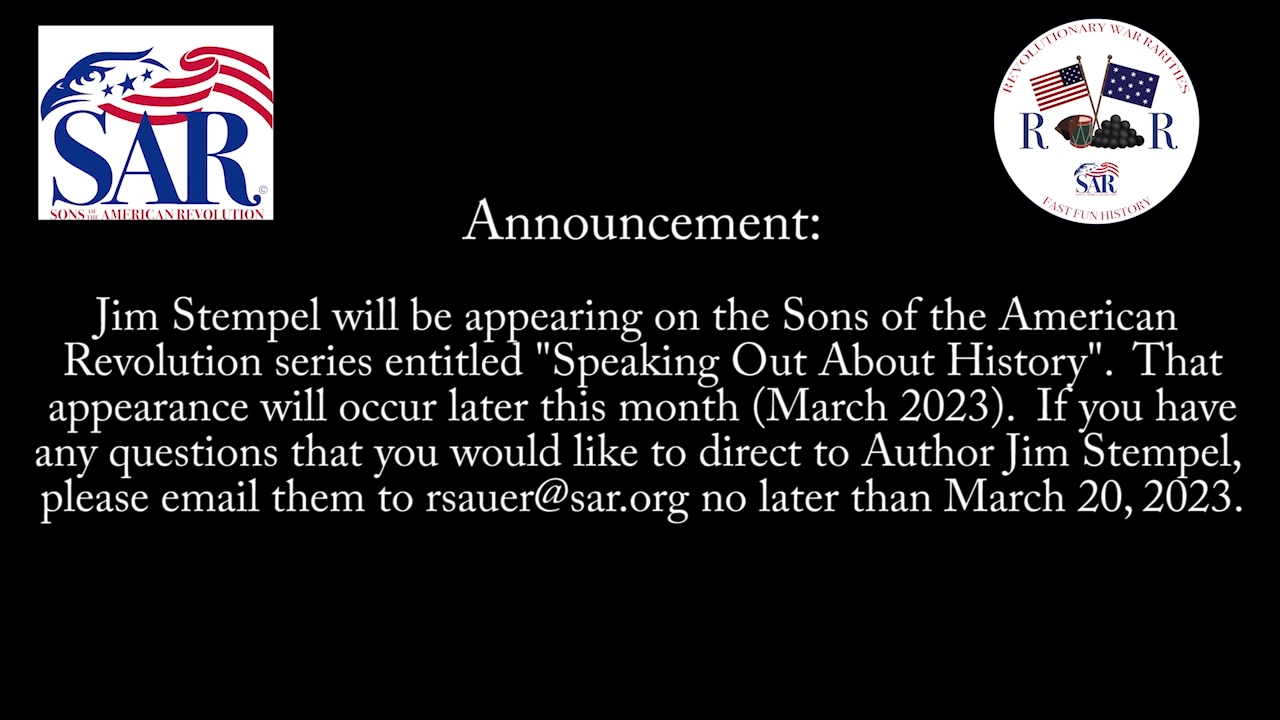 SAR
©
SONS OF THE AMERICAN REVOLUTION
REVOLUTIONARY WAR RARITIES
R R
SAR
FAST FUN HISTORY
Announcement:
Jim Stempel will be appearing on the Sons of the American
Revolution series entitled "Speaking Out About History". That
appearance will occur later this month (March 2023). If you have
any questions that you would like to direct to Author Jim Stempel,
please email them to rsauer@sar.org no later than March 20, 2023.